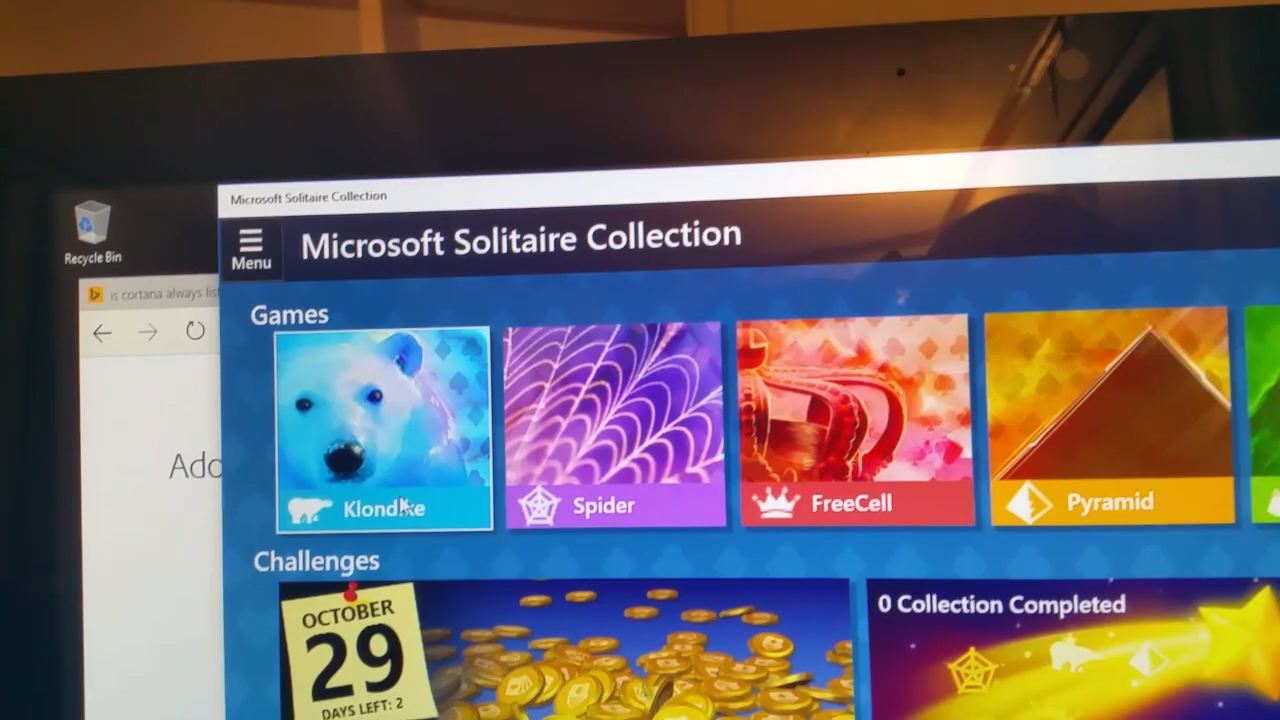 Microsoft Solitaire Collection
Recycle Bin
Menu
Microsoft Solitaire Collection
is cortana always lis
Games
Ado
Klondike
Spider
FreeCell
Pyramid
Challenges
OCTOBER
29
DAYS LEFT: 2
0 Collection Completed